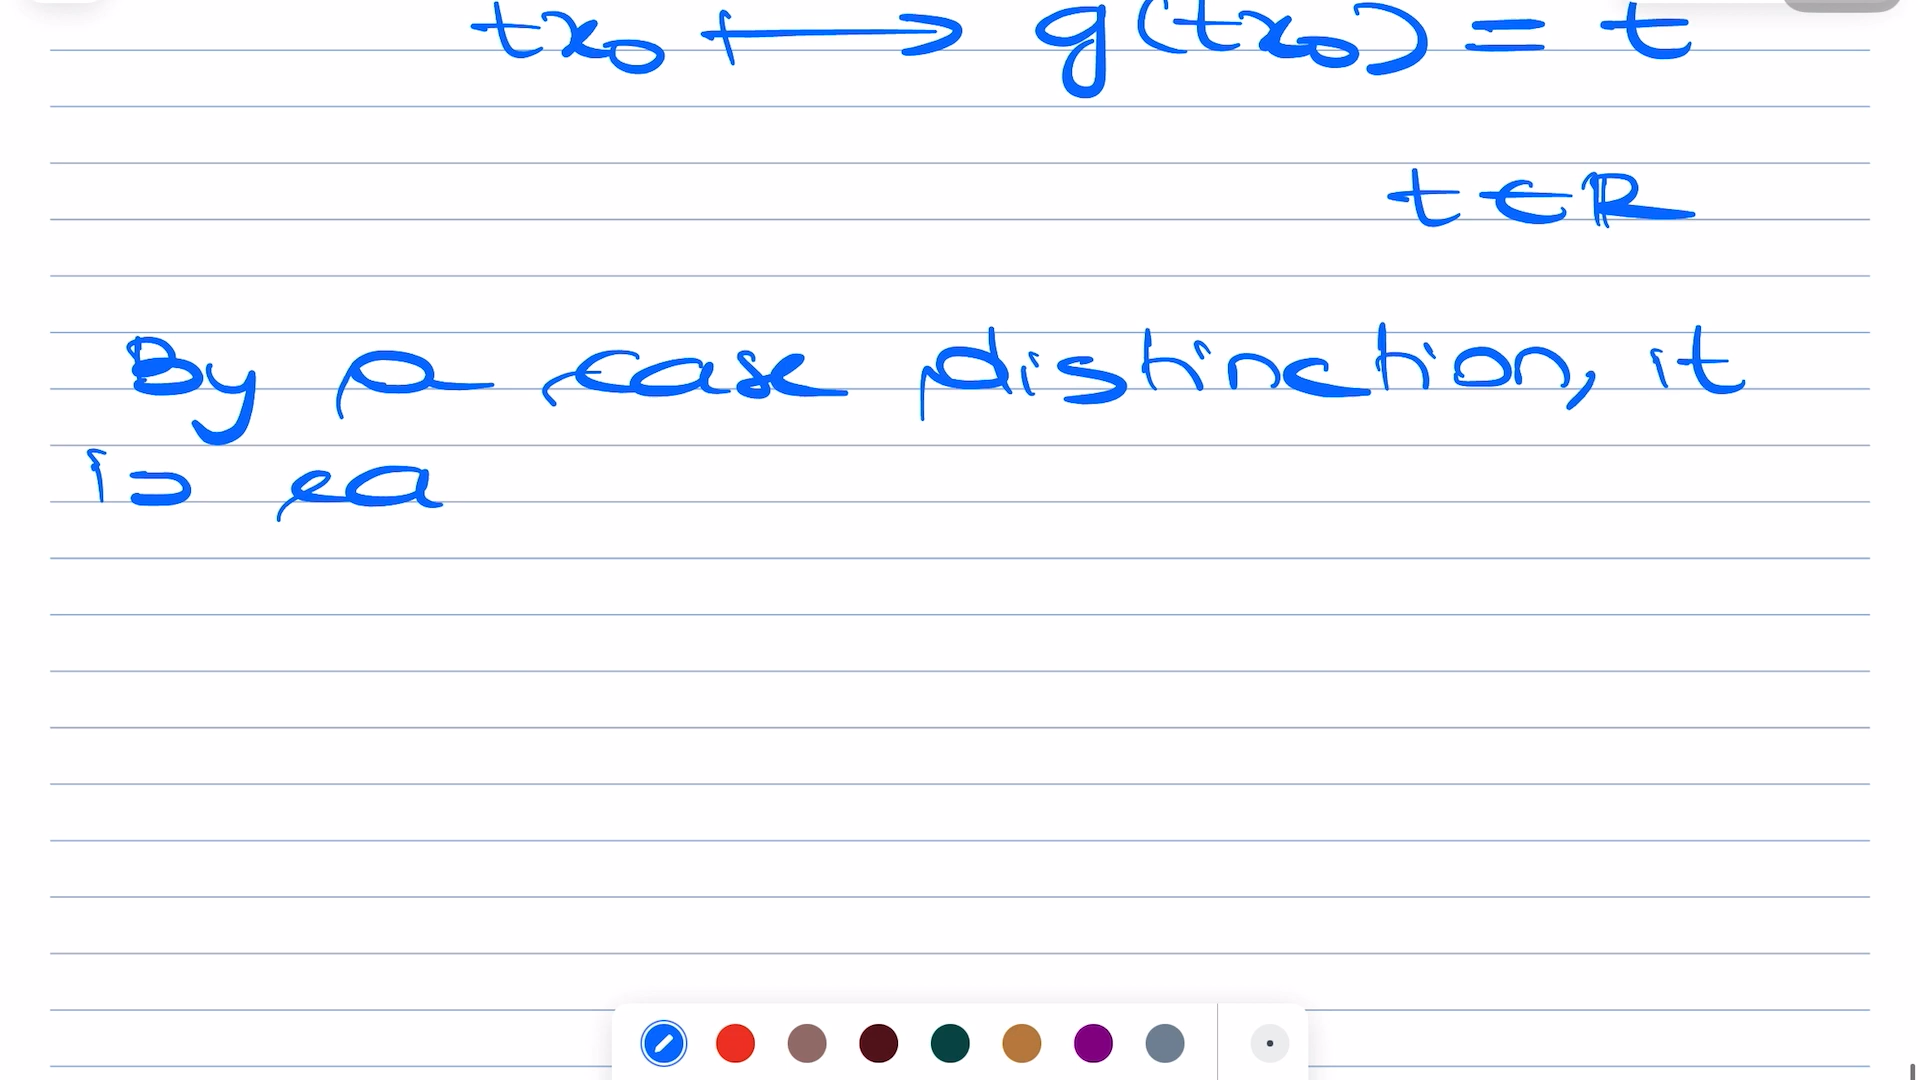 tx₀ ⟼ g(tx₀) = t
t ∈ ℝ
By a case distinction, it
is ea